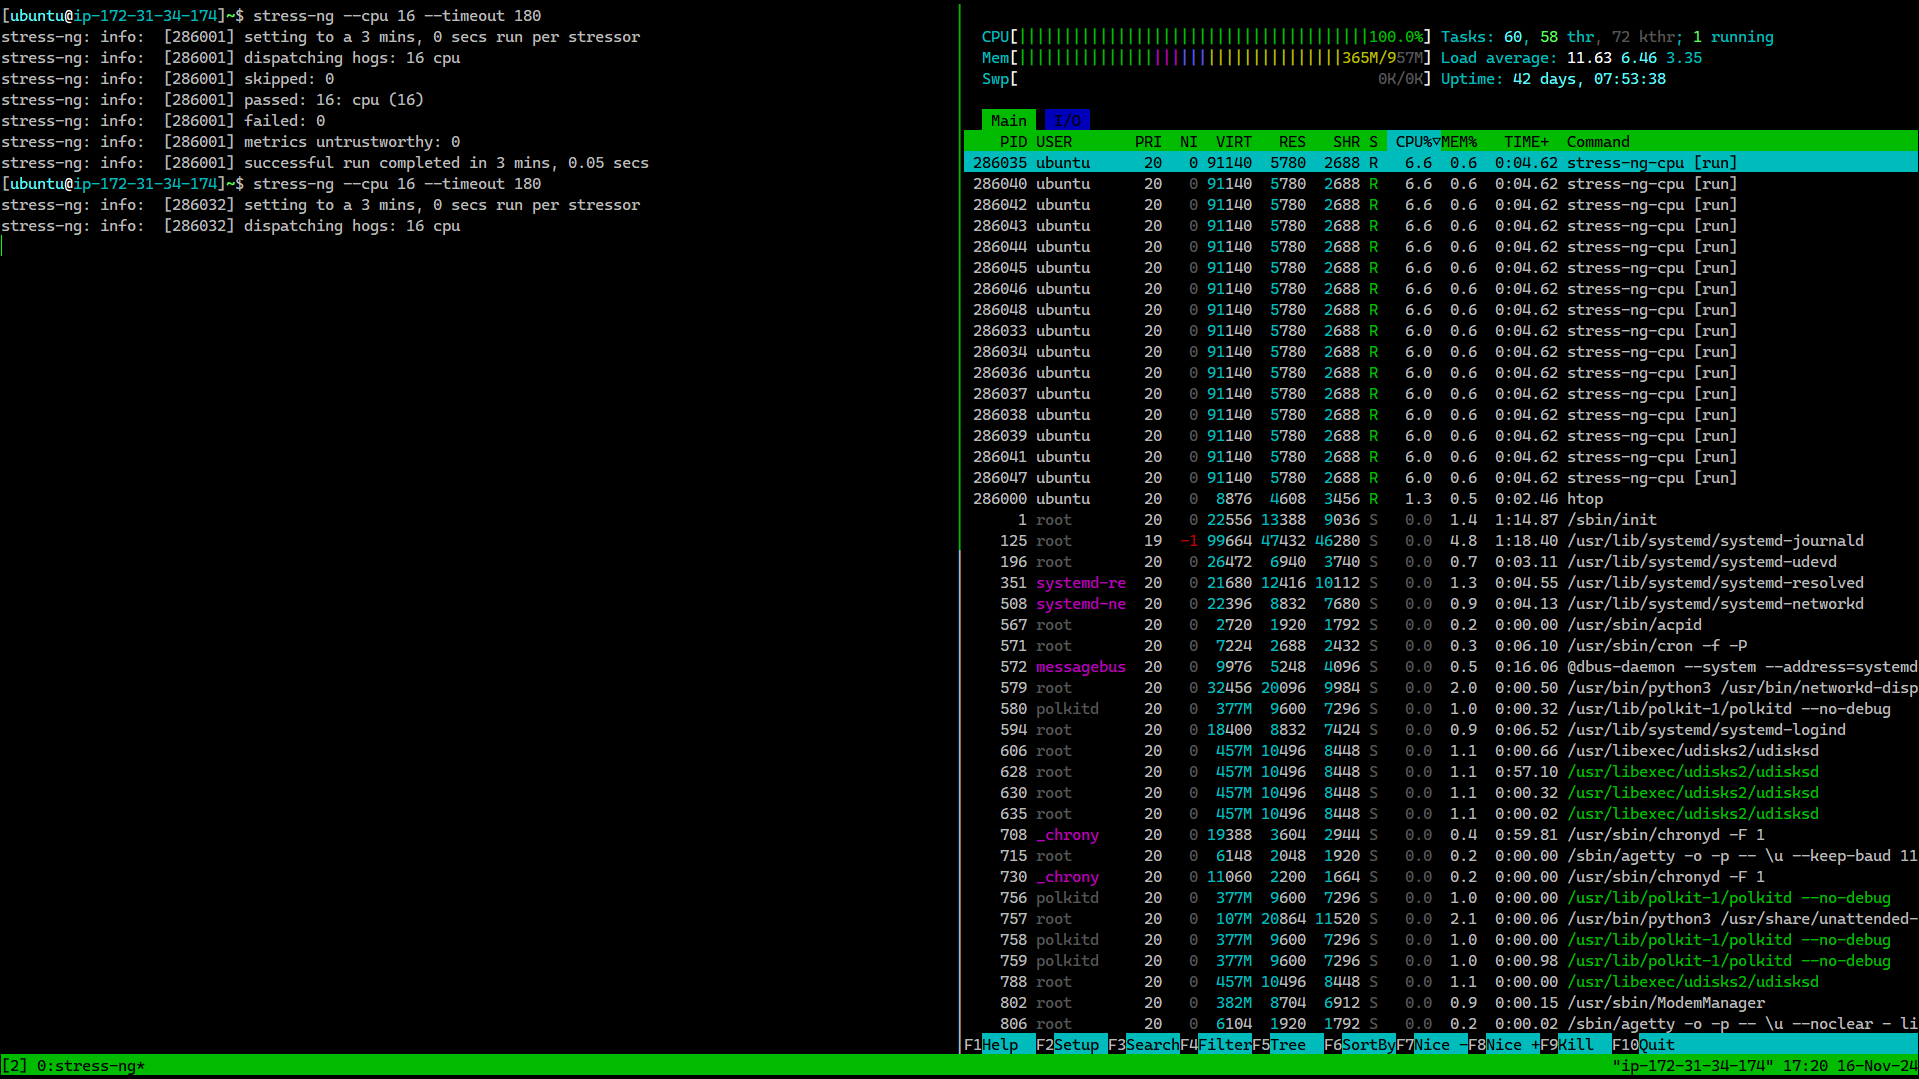 [ubuntu@ip-172-31-34-174]~$ stress-ng --cpu 16 --timeout 180
stress-ng: info:  [286001] setting to a 3 mins, 0 secs run per stressor
stress-ng: info:  [286001] dispatching hogs: 16 cpu
stress-ng: info:  [286001] skipped: 0
stress-ng: info:  [286001] passed: 16: cpu (16)
stress-ng: info:  [286001] failed: 0
stress-ng: info:  [286001] metrics untrustworthy: 0
stress-ng: info:  [286001] successful run completed in 3 mins, 0.05 secs
[ubuntu@ip-172-31-34-174]~$ stress-ng --cpu 16 --timeout 180
stress-ng: info:  [286032] setting to a 3 mins, 0 secs run per stressor
stress-ng: info:  [286032] dispatching hogs: 16 cpu
CPU[|||||||||||||||||||||||||||||||||||||||100.0%] Tasks: 60, 58 thr, 72 kthr; 1 running
Mem[||||||||||||||||||||||||||||||||||||365M/957M] Load average: 11.63 6.46 3.35
Swp[                                        0K/0K] Uptime: 42 days, 07:53:38
Main I/O
PID USER PRI NI VIRT RES SHR S CPU%▽MEM% TIME+ Command
286035 ubuntu 20 0 91140 5780 2688 R 6.6 0.6 0:04.62 stress-ng-cpu [run]
286040 ubuntu 20 0 91140 5780 2688 R 6.6 0.6 0:04.62 stress-ng-cpu [run]
286042 ubuntu 20 0 91140 5780 2688 R 6.6 0.6 0:04.62 stress-ng-cpu [run]
286043 ubuntu 20 0 91140 5780 2688 R 6.6 0.6 0:04.62 stress-ng-cpu [run]
286044 ubuntu 20 0 91140 5780 2688 R 6.6 0.6 0:04.62 stress-ng-cpu [run]
286045 ubuntu 20 0 91140 5780 2688 R 6.6 0.6 0:04.62 stress-ng-cpu [run]
286046 ubuntu 20 0 91140 5780 2688 R 6.6 0.6 0:04.62 stress-ng-cpu [run]
286048 ubuntu 20 0 91140 5780 2688 R 6.6 0.6 0:04.62 stress-ng-cpu [run]
286033 ubuntu 20 0 91140 5780 2688 R 6.0 0.6 0:04.62 stress-ng-cpu [run]
286034 ubuntu 20 0 91140 5780 2688 R 6.0 0.6 0:04.62 stress-ng-cpu [run]
286036 ubuntu 20 0 91140 5780 2688 R 6.0 0.6 0:04.62 stress-ng-cpu [run]
286037 ubuntu 20 0 91140 5780 2688 R 6.0 0.6 0:04.62 stress-ng-cpu [run]
286038 ubuntu 20 0 91140 5780 2688 R 6.0 0.6 0:04.62 stress-ng-cpu [run]
286039 ubuntu 20 0 91140 5780 2688 R 6.0 0.6 0:04.62 stress-ng-cpu [run]
286041 ubuntu 20 0 91140 5780 2688 R 6.0 0.6 0:04.62 stress-ng-cpu [run]
286047 ubuntu 20 0 91140 5780 2688 R 6.0 0.6 0:04.62 stress-ng-cpu [run]
286000 ubuntu 20 0 8876 4608 3456 R 1.3 0.5 0:02.46 htop
1 root 20 0 22556 13388 9036 S 0.0 1.4 1:14.87 /sbin/init
125 root 19 -1 99664 47432 46280 S 0.0 4.8 1:18.40 /usr/lib/systemd/systemd-journald
196 root 20 0 26472 6940 3740 S 0.0 0.7 0:03.11 /usr/lib/systemd/systemd-udevd
351 systemd-re 20 0 21680 12416 10112 S 0.0 1.3 0:04.55 /usr/lib/systemd/systemd-resolved
508 systemd-ne 20 0 22396 8832 7680 S 0.0 0.9 0:04.13 /usr/lib/systemd/systemd-networkd
567 root 20 0 2720 1920 1792 S 0.0 0.2 0:00.00 /usr/sbin/acpid
571 root 20 0 7224 2688 2432 S 0.0 0.3 0:06.10 /usr/sbin/cron -f -P
572 messagebus 20 0 9976 5248 4096 S 0.0 0.5 0:16.06 @dbus-daemon --system --address=systemd
579 root 20 0 32456 20096 9984 S 0.0 2.0 0:00.50 /usr/bin/python3 /usr/bin/networkd-disp
580 polkitd 20 0 377M 9600 7296 S 0.0 1.0 0:00.32 /usr/lib/polkit-1/polkitd --no-debug
594 root 20 0 18400 8832 7424 S 0.0 0.9 0:06.52 /usr/lib/systemd/systemd-logind
606 root 20 0 457M 10496 8448 S 0.0 1.1 0:00.66 /usr/libexec/udisks2/udisksd
628 root 20 0 457M 10496 8448 S 0.0 1.1 0:57.10 /usr/libexec/udisks2/udisksd
630 root 20 0 457M 10496 8448 S 0.0 1.1 0:00.32 /usr/libexec/udisks2/udisksd
635 root 20 0 457M 10496 8448 S 0.0 1.1 0:00.02 /usr/libexec/udisks2/udisksd
708 _chrony 20 0 19388 3604 2944 S 0.0 0.4 0:59.81 /usr/sbin/chronyd -F 1
715 root 20 0 6148 2048 1920 S 0.0 0.2 0:00.00 /sbin/agetty -o -p -- \u --keep-baud 11
730 _chrony 20 0 11060 2200 1664 S 0.0 0.2 0:00.00 /usr/sbin/chronyd -F 1
756 polkitd 20 0 377M 9600 7296 S 0.0 1.0 0:00.00 /usr/lib/polkit-1/polkitd --no-debug
757 root 20 0 107M 20864 11520 S 0.0 2.1 0:00.06 /usr/bin/python3 /usr/share/unattended-
758 polkitd 20 0 377M 9600 7296 S 0.0 1.0 0:00.00 /usr/lib/polkit-1/polkitd --no-debug
759 polkitd 20 0 377M 9600 7296 S 0.0 1.0 0:00.98 /usr/lib/polkit-1/polkitd --no-debug
788 root 20 0 457M 10496 8448 S 0.0 1.1 0:00.00 /usr/libexec/udisks2/udisksd
802 root 20 0 382M 8704 6912 S 0.0 0.9 0:00.15 /usr/sbin/ModemManager
806 root 20 0 6104 1920 1792 S 0.0 0.2 0:00.02 /sbin/agetty -o -p -- \u --noclear - li
F1Help F2Setup F3SearchF4FilterF5Tree F6SortByF7Nice -F8Nice +F9Kill F10Quit
[2] 0:stress-ng* "ip-172-31-34-174" 17:20 16-Nov-24